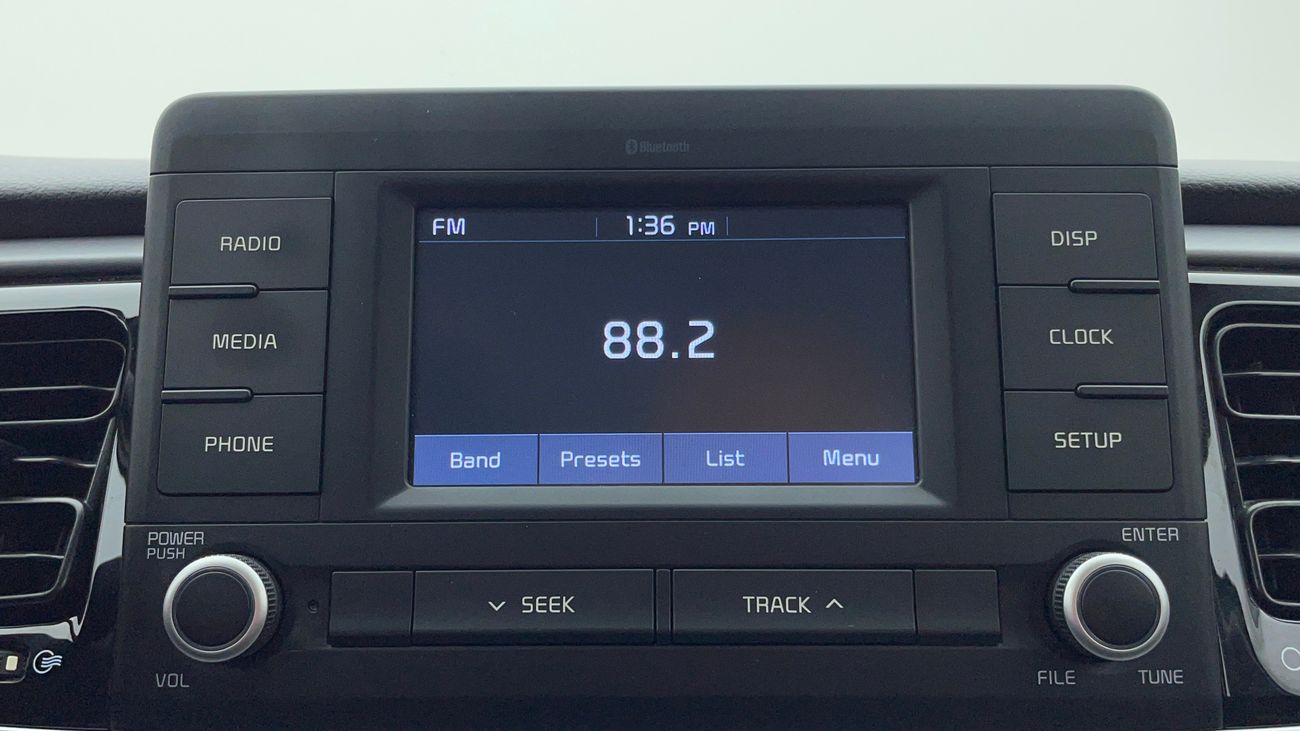 Bluetooth
FM 1:36 PM
88.2
Band Presets List Menu
RADIO
MEDIA
PHONE
DISP
CLOCK
SETUP
POWER
PUSH
VOL
SEEK
TRACK
ENTER
FILE TUNE